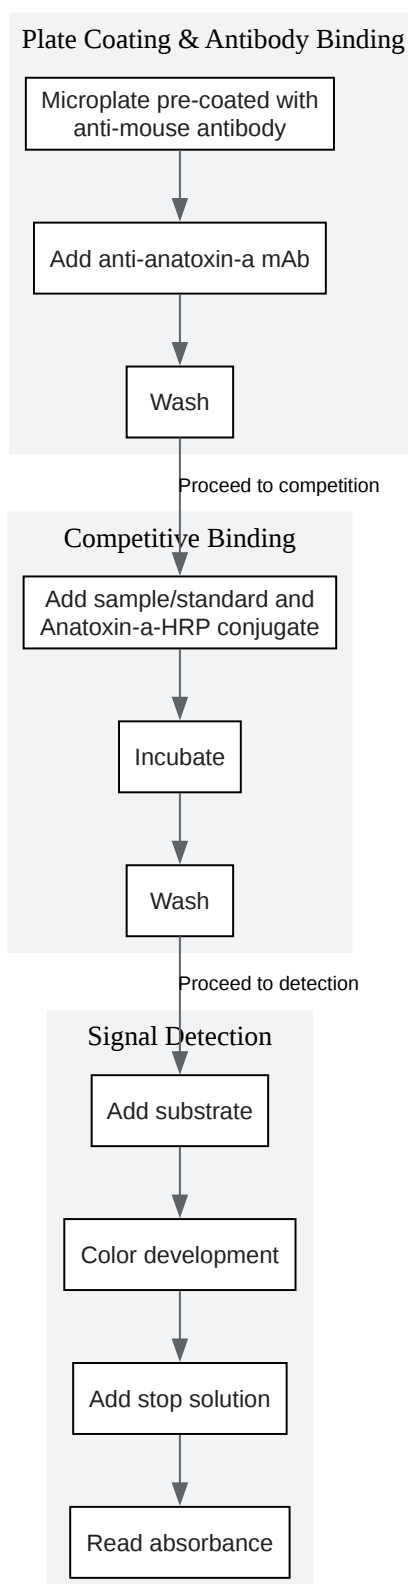 Plate Coating & Antibody Binding
Microplate pre-coated with
anti-mouse antibody
Add anti-anatoxin-a mAb
Wash
Proceed to competition
Competitive Binding
Add sample/standard and
Anatoxin-a-HRP conjugate
Incubate
Wash
Proceed to detection
Signal Detection
Add substrate
Color development
Add stop solution
Read absorbance